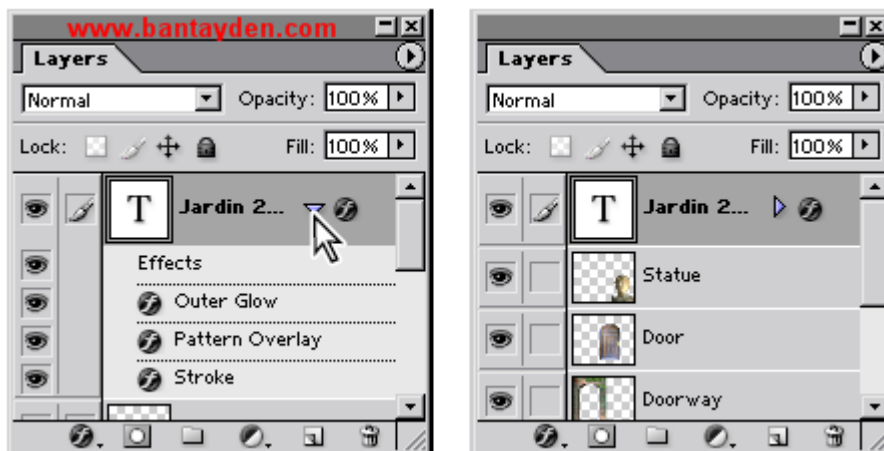 www.bantayden.com
Layers
Normal Opacity: 100%
Lock: Fill: 100%
T Jardin 2...
Effects
Outer Glow
Pattern Overlay
Stroke
Layers
Normal Opacity: 100%
Lock: Fill: 100%
T Jardin 2...
Statue
Door
Doorway